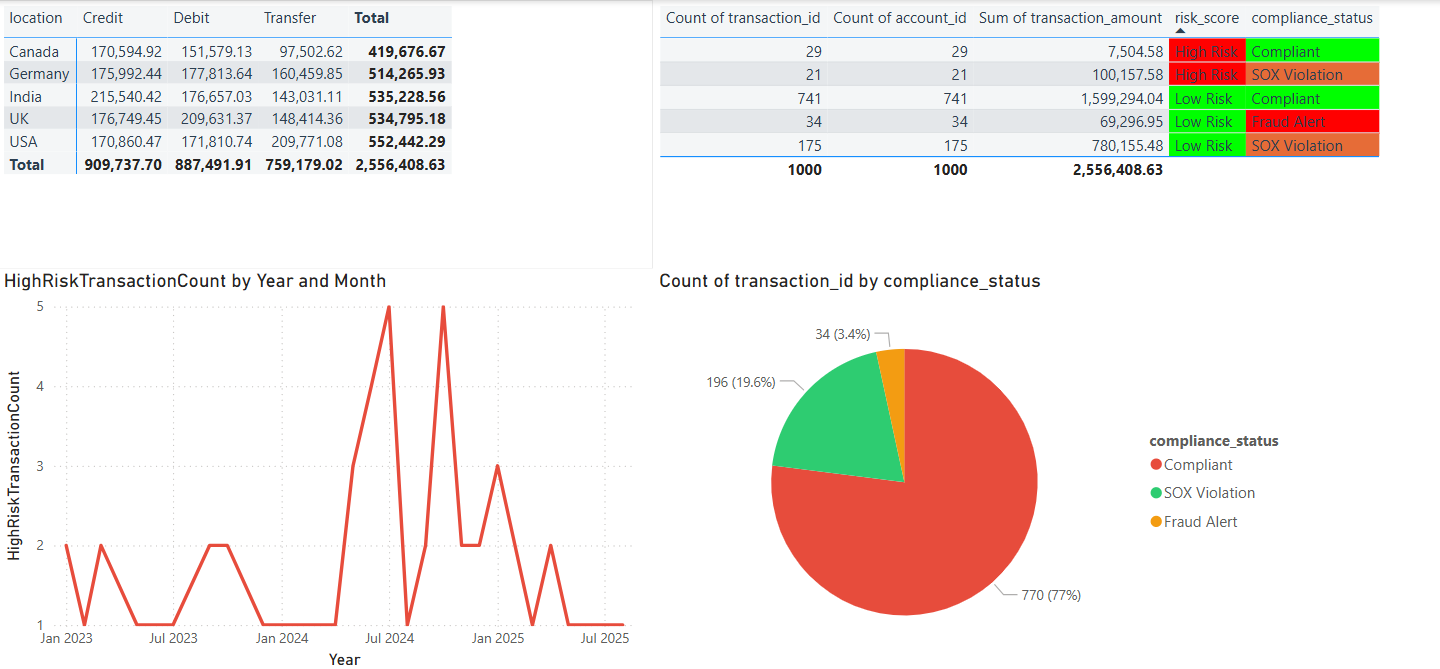 location Credit Debit Transfer Total
Canada 170,594.92 151,579.13 97,502.62 419,676.67
Germany 175,992.44 177,813.64 160,459.85 514,265.93
India 215,540.42 176,657.03 143,031.11 535,228.56
UK 176,749.45 209,631.37 148,414.36 534,795.18
USA 170,860.47 171,810.74 209,771.08 552,442.29
Total 909,737.70 887,491.91 759,179.02 2,556,408.63
Count of transaction_id Count of account_id Sum of transaction_amount risk_score compliance_status
29 29 7,504.58 High Risk Compliant
21 21 100,157.58 High Risk SOX Violation
741 741 1,599,294.04 Low Risk Compliant
34 34 69,296.95 Low Risk Fraud Alert
175 175 780,155.48 Low Risk SOX Violation
1000 1000 2,556,408.63
HighRiskTransactionCount by Year and Month
HighRiskTransactionCount
5
4
3
2
1
Jan 2023 Jul 2023 Jan 2024 Jul 2024 Jan 2025 Jul 2025
Year
Count of transaction_id by compliance_status
34 (3.4%)
196 (19.6%)
770 (77%)
compliance_status
Compliant
SOX Violation
Fraud Alert